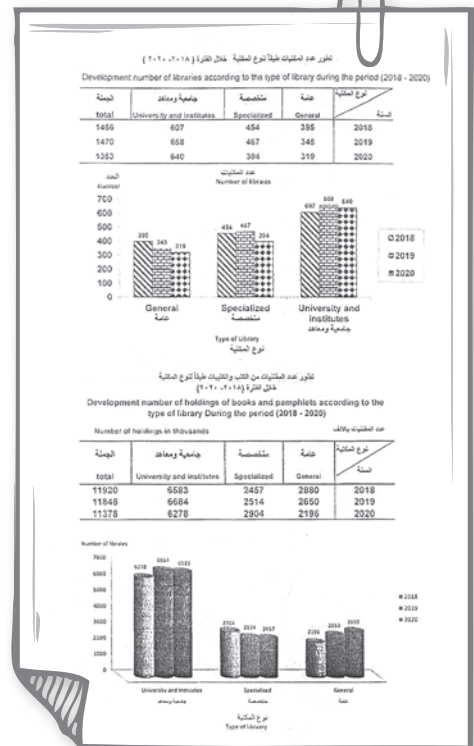 تطور عدد المكتبات طبقاً لنوع المكتبة خلال الفترة ( ٢٠١٨ - ٢٠٢٠ )
Development number of libraries according to the type of library during the period (2018 - 2020)
الجملة جامعية ومعاهد متخصصة عامة نوع المكتبة
السنة
total University and Institutes Specialized General
1456 607 454 395 2018
1470 658 467 345 2019
1353 640 394 319 2020
العدد
Number
عدد المكتبات
Number of libraries
700
600
500
400
300
200
100
0
395 345 319
454 467 394
607 658 640
2018
2019
2020
General
عامة
Specialized
متخصصة
University and
institutes
جامعية ومعاهد
Type of Library
نوع المكتبة
تطور عدد المقتنيات من الكتب والكتيبات طبقاً لنوع المكتبة
خلال الفترة (٢٠١٨-٢٠٢٠)
Development number of holdings of books and pamphlets according to the
type of library During the period (2018 - 2020)
Number of holdings in thousands
عدد المقتنيات بالألف
الجملة جامعية ومعاهد متخصصة عامة نوع المكتبة
السنة
total University and institutes Specialized General
11920 6583 2457 2880 2018
11848 6684 2514 2650 2019
11378 6278 2904 2196 2020
Number of libraries
7000
6000
5000
4000
3000
2000
1000
0
6278 6684 6583
2514 2457
2196
2018
2019
2020
University and institutes
جامعية ومعاهد
Specialized
متخصصة
General
عامة
نوع المكتبة
Type of Library